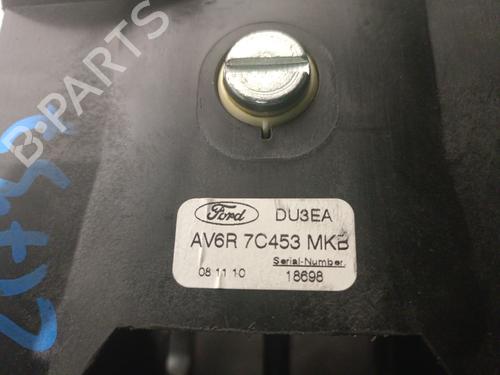 B-PARTS
Ford DU3EA
AV6R 7C453 MKB
08 11 10 Serial-Number.
18698